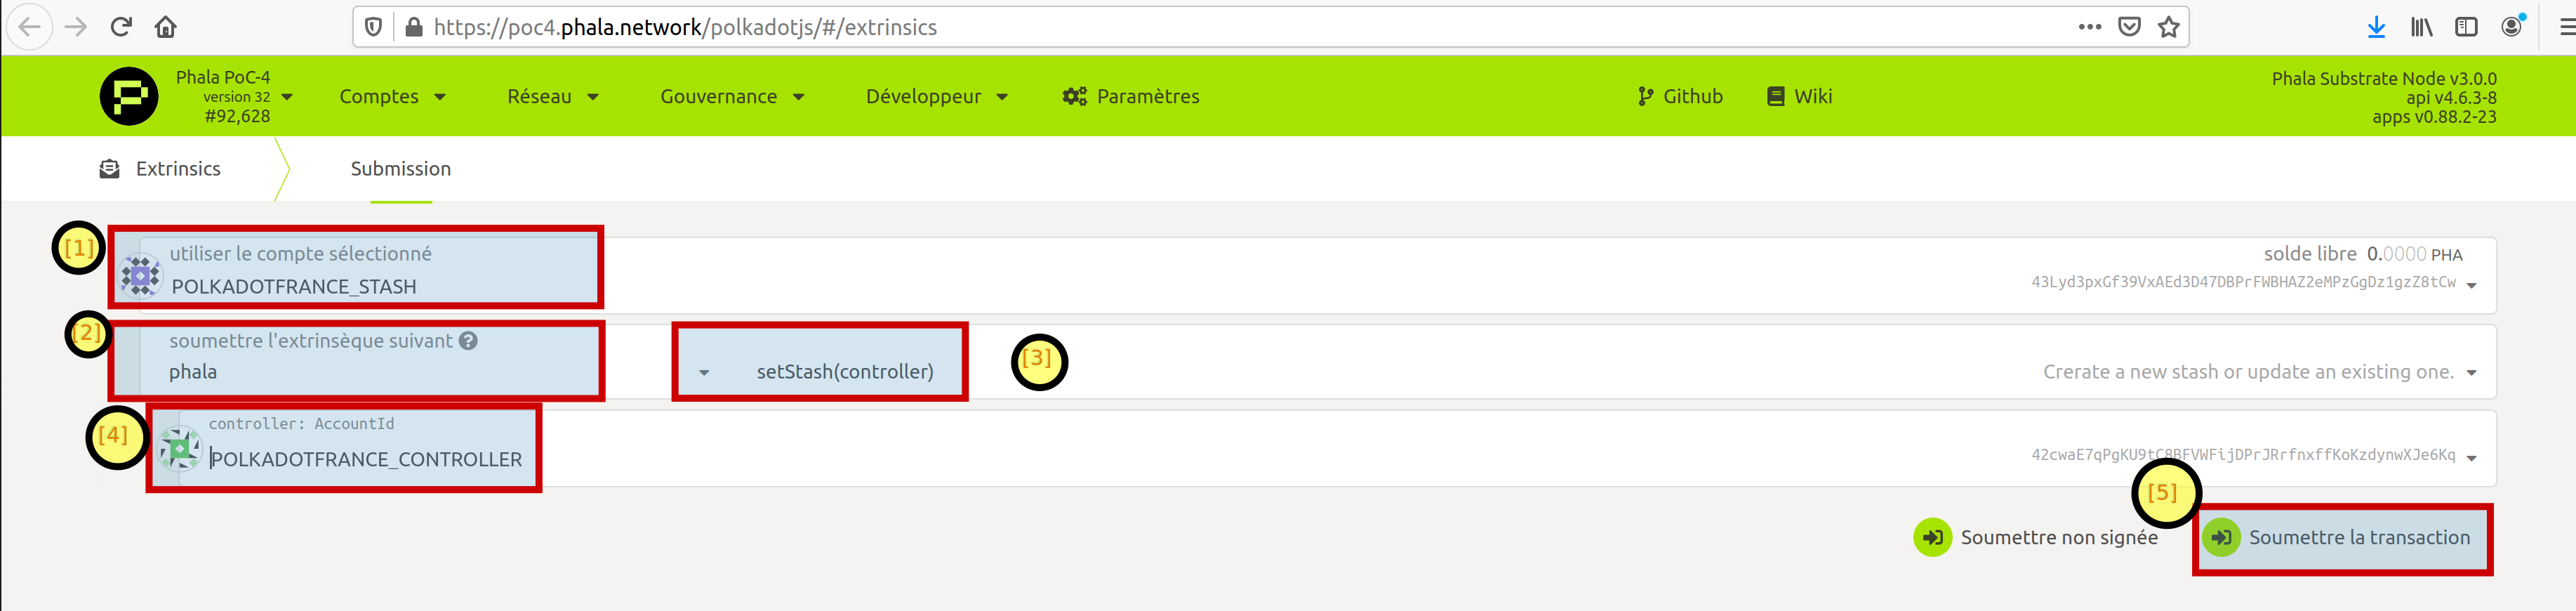 https://poc4.phala.network/polkadotjs/#/extrinsics
Phala PoC-4
version 32
#92,628
Comptes
Réseau
Gouvernance
Développeur
Paramètres
Github
Wiki
Phala Substrate Node v3.0.0
api v4.6.3-8
apps v0.88.2-23
Extrinsics
Submission
[1]
utiliser le compte sélectionné
POLKADOTFRANCE_STASH
solde libre 0.0000 PHA
43Lyd3pxGf39VxAEd3D47DBPrFWBHAZ2eMPzGgDz1gzZ8tCw
[2]
soumettre l'extrinsèque suivant
phala
setStash(controller)
[3]
Crerate a new stash or update an existing one.
[4]
controller: AccountId
POLKADOTFRANCE_CONTROLLER
42cwaE7qPgKU9tC8BFVWFijDPrJRrfnxffKoKzdynwXJe6Kq
[5]
Soumettre non signée
Soumettre la transaction